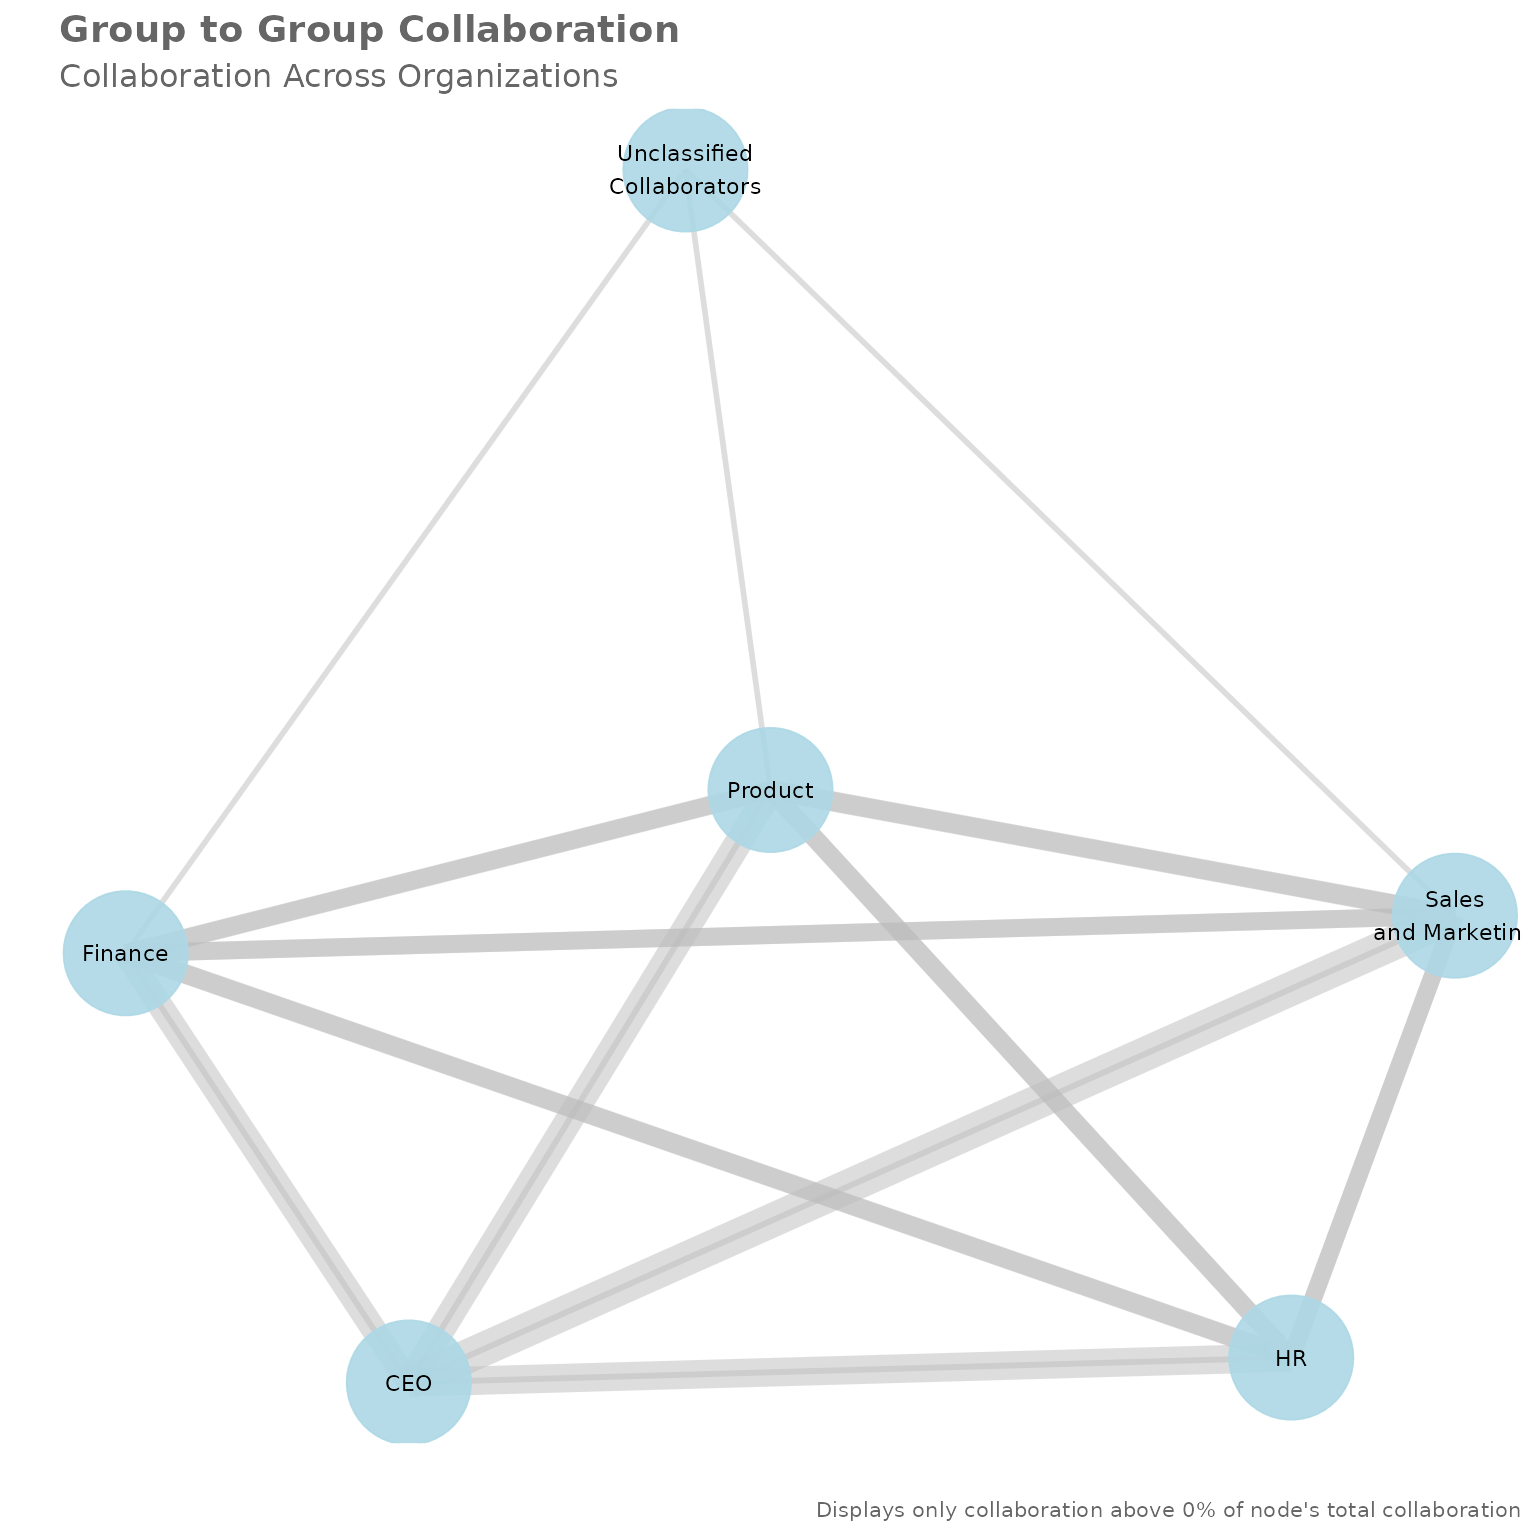 Group to Group Collaboration
Collaboration Across Organizations
Unclassified
Collaborators
Product
Sales
and Marketin
Finance
HR
CEO
Displays only collaboration above 0% of node's total collaboration